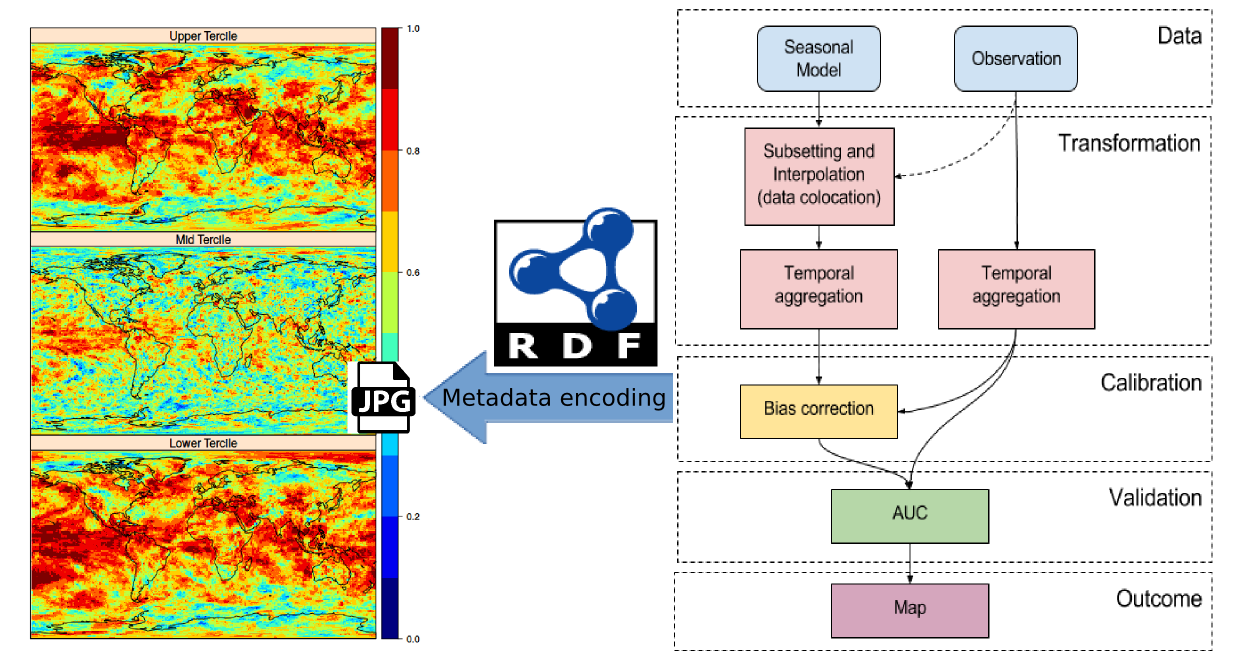 Upper Tercile
Mid Tercile
Lower Tercile
1.0
0.8
0.6
0.2
0.0
JPG
RDF
Metadata encoding
Data
Seasonal
Model
Observation
Transformation
Subsetting and
Interpolation
(data colocation)
Temporal
aggregation
Temporal
aggregation
Calibration
Bias correction
Validation
AUC
Outcome
Map